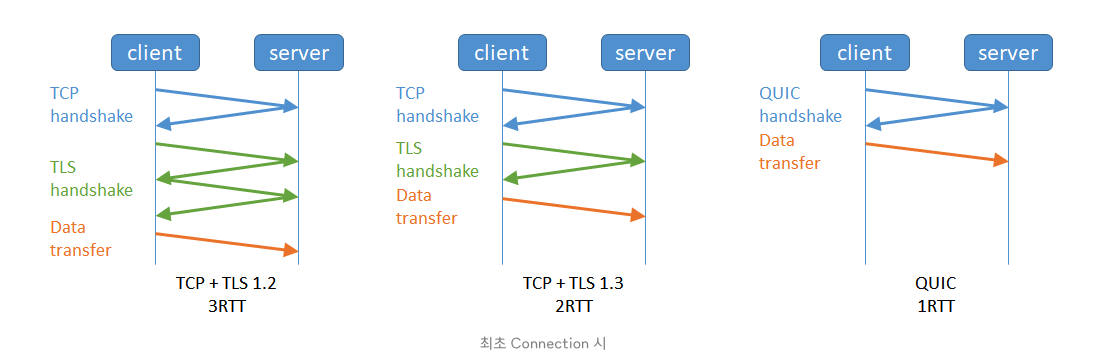 client
server
TCP
handshake
TLS
handshake
Data
transfer
TCP + TLS 1.2
3RTT
client
server
TCP
handshake
TLS
handshake
Data
transfer
TCP + TLS 1.3
2RTT
client
server
QUIC
handshake
Data
transfer
QUIC
1RTT
최초 Connection 시